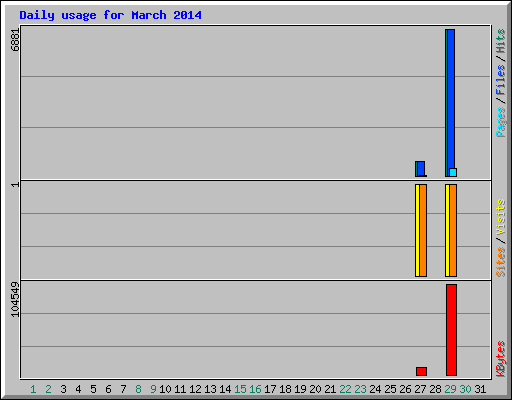 Daily usage for March 2014
6881
Pages / Files / Hits
1
Sites / Visits
104549
KBytes
1 2 3 4 5 6 7 8 9 10 11 12 13 14 15 16 17 18 19 20 21 22 23 24 25 26 27 28 29 30 31